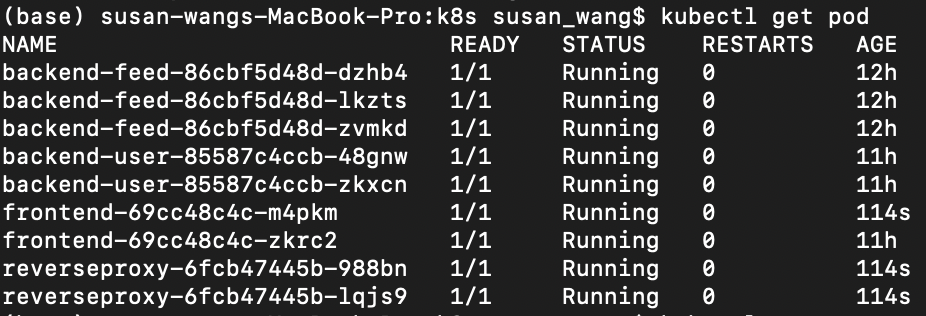 (base) susan-wangs-MacBook-Pro:k8s susan_wang$ kubectl get pod
NAME READY STATUS RESTARTS AGE
backend-feed-86cbf5d48d-dzhb4 1/1 Running 0 12h
backend-feed-86cbf5d48d-lkzts 1/1 Running 0 12h
backend-feed-86cbf5d48d-zvmkd 1/1 Running 0 12h
backend-user-85587c4ccb-48gnw 1/1 Running 0 11h
backend-user-85587c4ccb-zkxcn 1/1 Running 0 11h
frontend-69cc48c4c-m4pkm 1/1 Running 0 114s
frontend-69cc48c4c-zkrc2 1/1 Running 0 11h
reverseproxy-6fcb47445b-988bn 1/1 Running 0 114s
reverseproxy-6fcb47445b-lqjs9 1/1 Running 0 114s